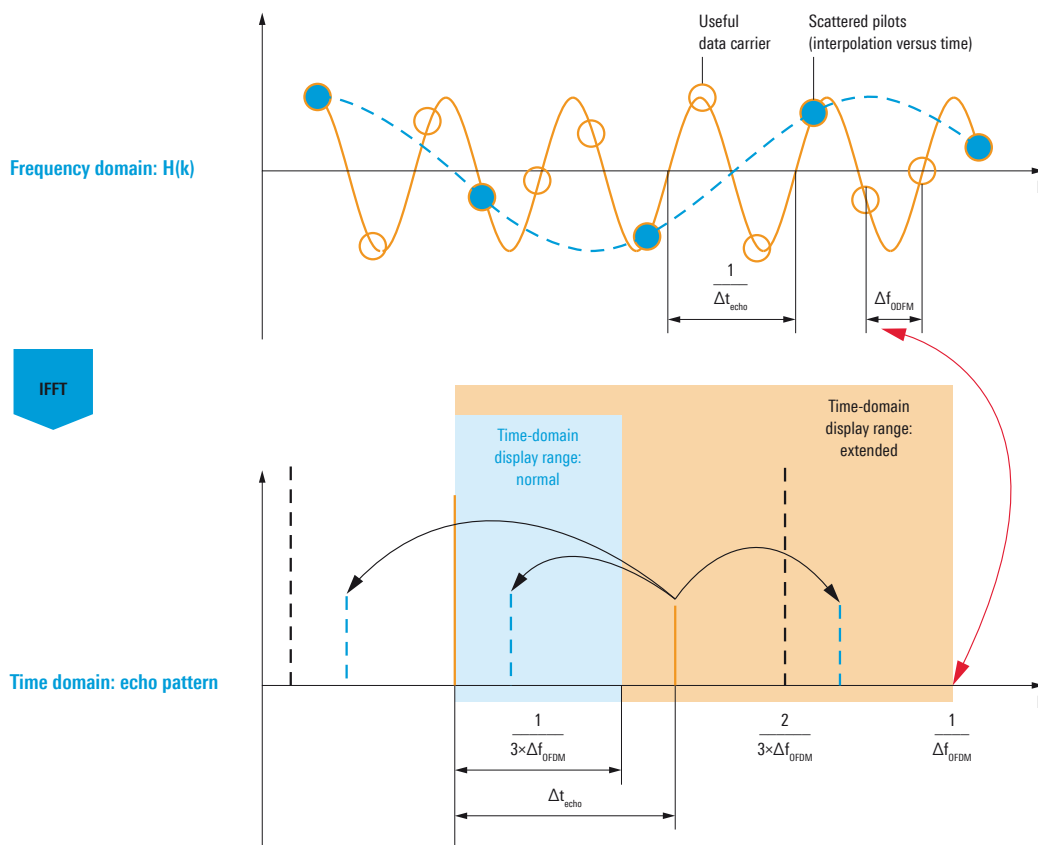 Useful
data carrier
Scattered pilots
(interpolation versus time)
Frequency domain: H(k)
1
Δt_echo
Δf_ODFM
IFFT
Time-domain
display range:
normal
Time-domain
display range:
extended
Time domain: echo pattern
1
3×Δf_OFDM
2
3×Δf_OFDM
1
Δf_OFDM
Δt_echo